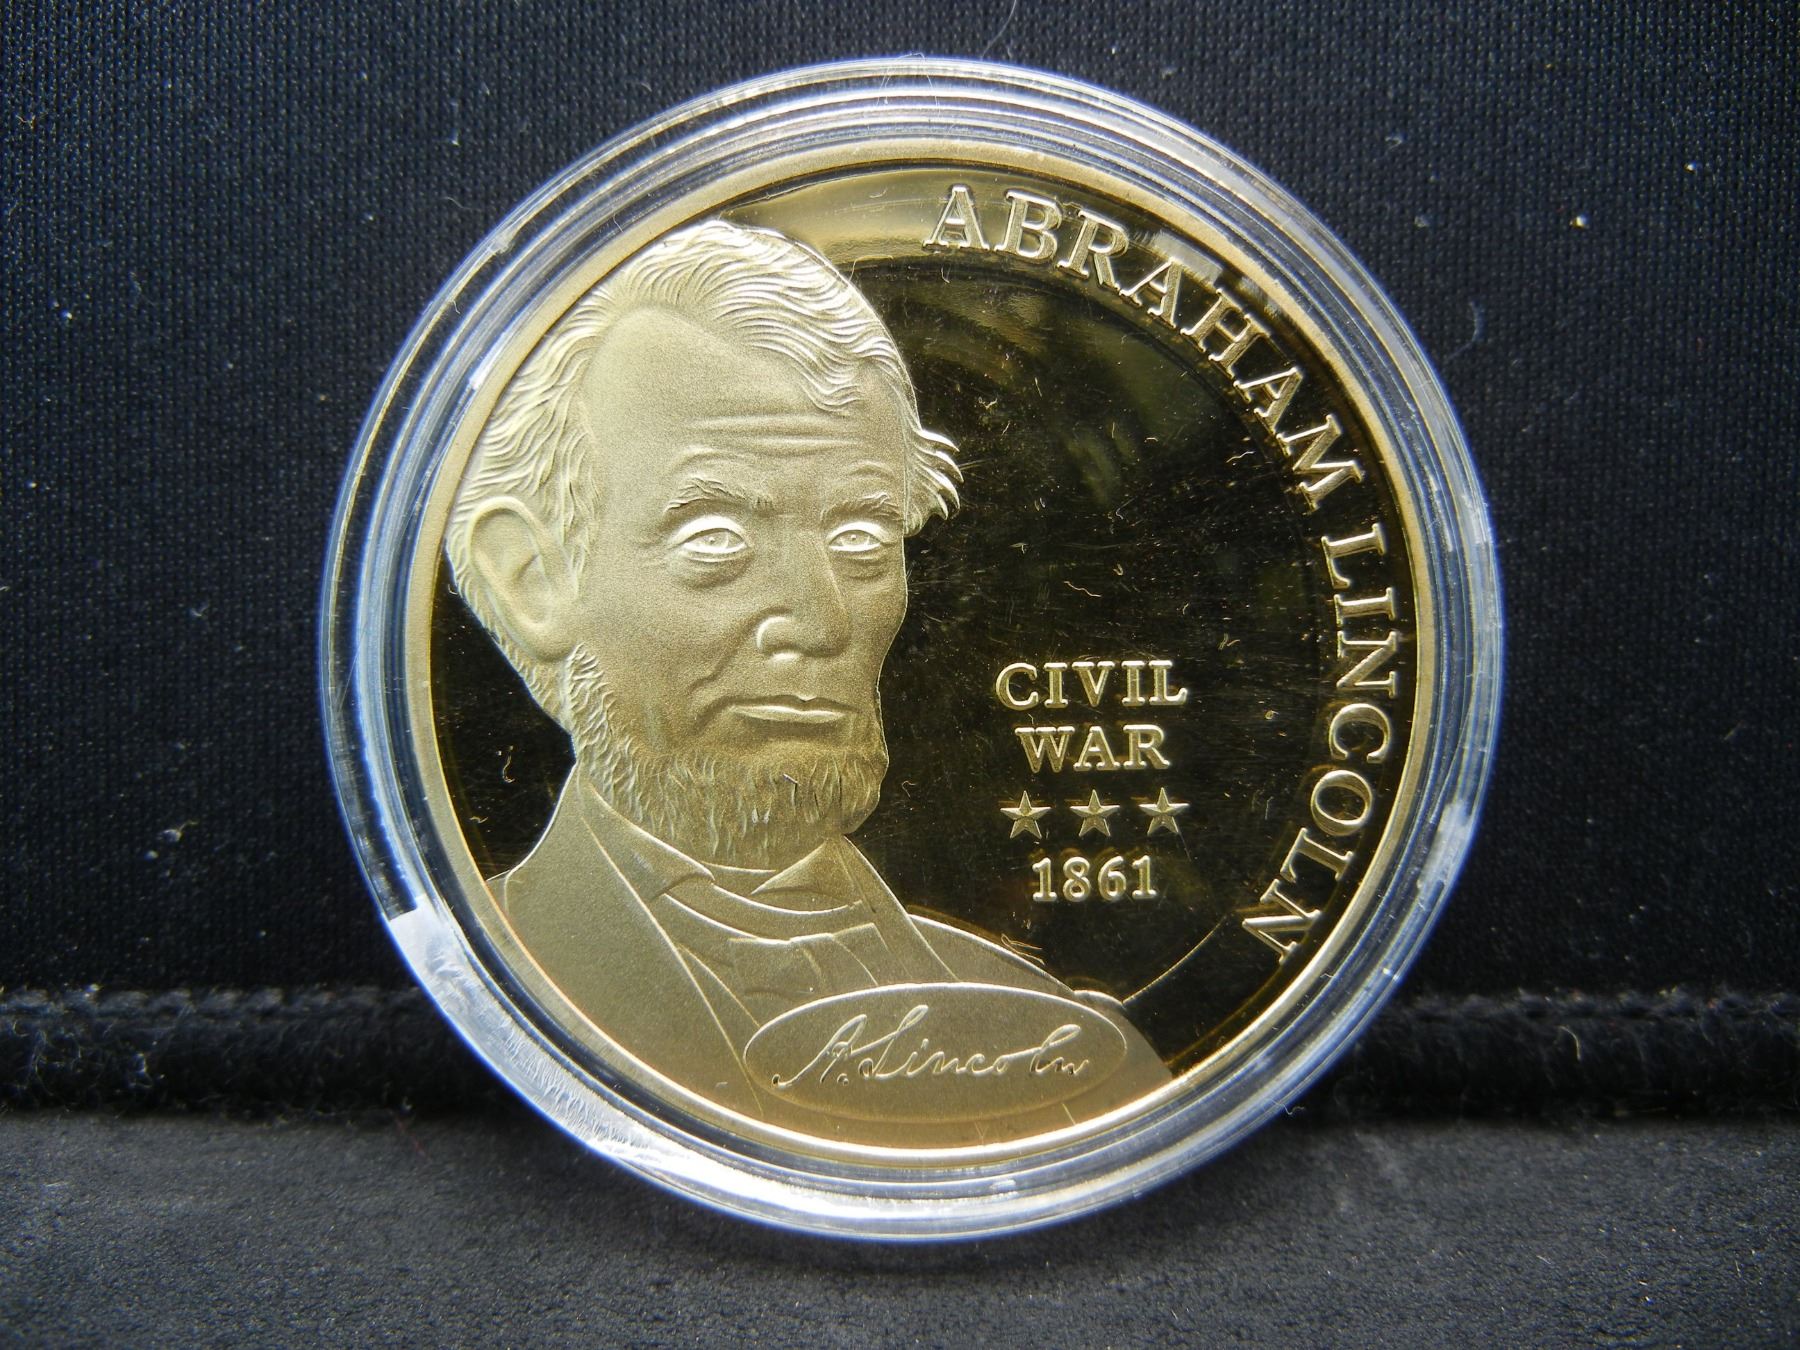 ABRAHAM LINCOLN
CIVIL
WAR
1861
A. Lincoln